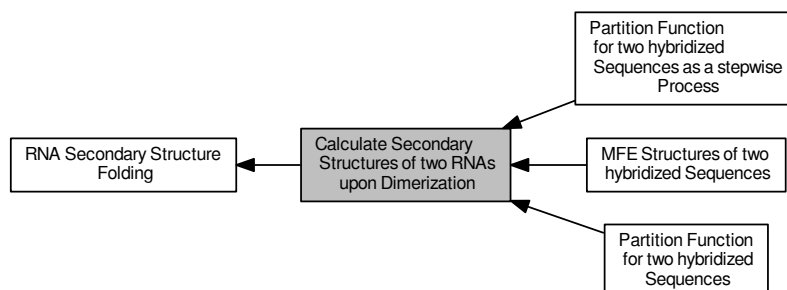 RNA Secondary Structure
Folding
Calculate Secondary
Structures of two RNAs
upon Dimerization
Partition Function
for two hybridized
Sequences as a stepwise
Process
MFE Structures of two
hybridized Sequences
Partition Function
for two hybridized
Sequences